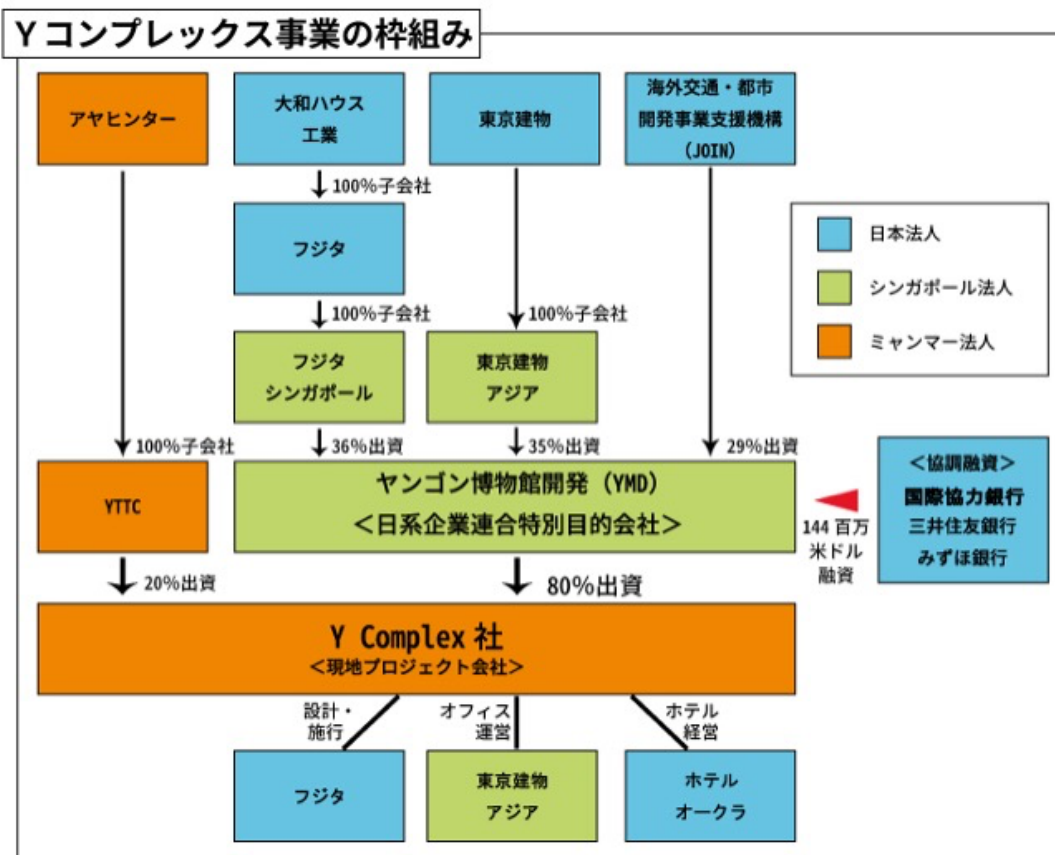 Yコンプレックス事業の枠組み
アヤヒンター
大和ハウス
工業
東京建物
海外交通・都市
開発事業支援機構
(JOIN)
100%子会社
フジタ
日本法人
シンガポール法人
ミャンマー法人
100%子会社
100%子会社
フジタ
シンガポール
東京建物
アジア
100%子会社
36%出資
35%出資
29%出資
YTTC
ヤンゴン博物館開発（YMD）
＜日系企業連合特別目的会社＞
＜協調融資＞
国際協力銀行
三井住友銀行
みずほ銀行
144百万
米ドル
融資
20%出資
80%出資
Y Complex 社
＜現地プロジェクト会社＞
設計・
施行
オフィス
運営
ホテル
経営
フジタ
東京建物
アジア
ホテル
オークラ